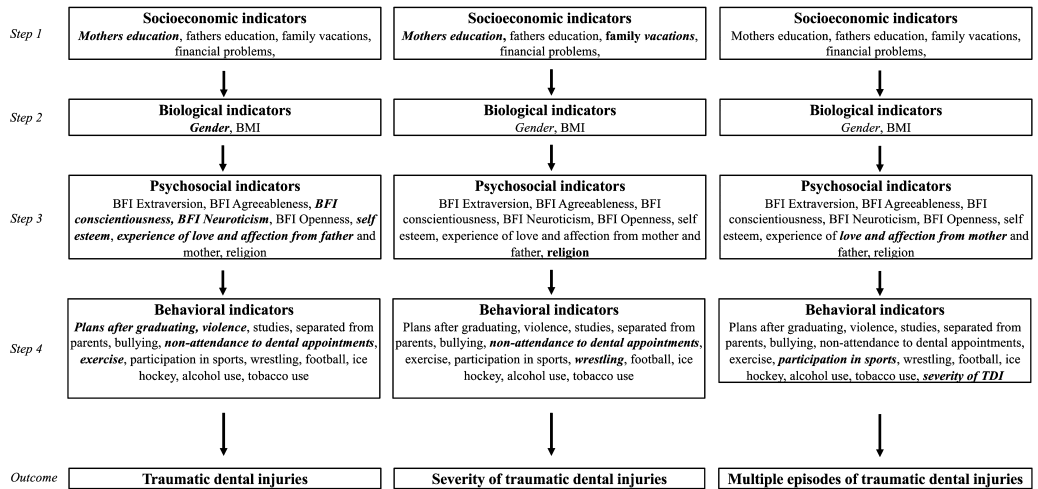 Step 1
Socioeconomic indicators
Mothers education, fathers education, family vacations,
financial problems,
Socioeconomic indicators
Mothers education, fathers education, family vacations,
financial problems,
Socioeconomic indicators
Mothers education, fathers education, family vacations,
financial problems,
Step 2
Biological indicators
Gender, BMI
Biological indicators
Gender, BMI
Biological indicators
Gender, BMI
Step 3
Psychosocial indicators
BFI Extraversion, BFI Agreeableness, BFI
conscientiousness, BFI Neuroticism, BFI Openness, self
esteem, experience of love and affection from father and
mother, religion
Psychosocial indicators
BFI Extraversion, BFI Agreeableness, BFI
conscientiousness, BFI Neuroticism, BFI Openness, self
esteem, experience of love and affection from mother and
father, religion
Psychosocial indicators
BFI Extraversion, BFI Agreeableness, BFI
conscientiousness, BFI Neuroticism, BFI Openness, self
esteem, experience of love and affection from mother and
father, religion
Step 4
Behavioral indicators
Plans after graduating, violence, studies, separated from
parents, bullying, non-attendance to dental appointments,
exercise, participation in sports, wrestling, football, ice
hockey, alcohol use, tobacco use
Behavioral indicators
Plans after graduating, violence, studies, separated from
parents, bullying, non-attendance to dental appointments,
exercise, participation in sports, wrestling, football, ice
hockey, alcohol use, tobacco use
Behavioral indicators
Plans after graduating, violence, studies, separated from
parents, bullying, non-attendance to dental appointments,
exercise, participation in sports, wrestling, football, ice
hockey, alcohol use, tobacco use, severity of TDI
Outcome
Traumatic dental injuries
Severity of traumatic dental injuries
Multiple episodes of traumatic dental injuries